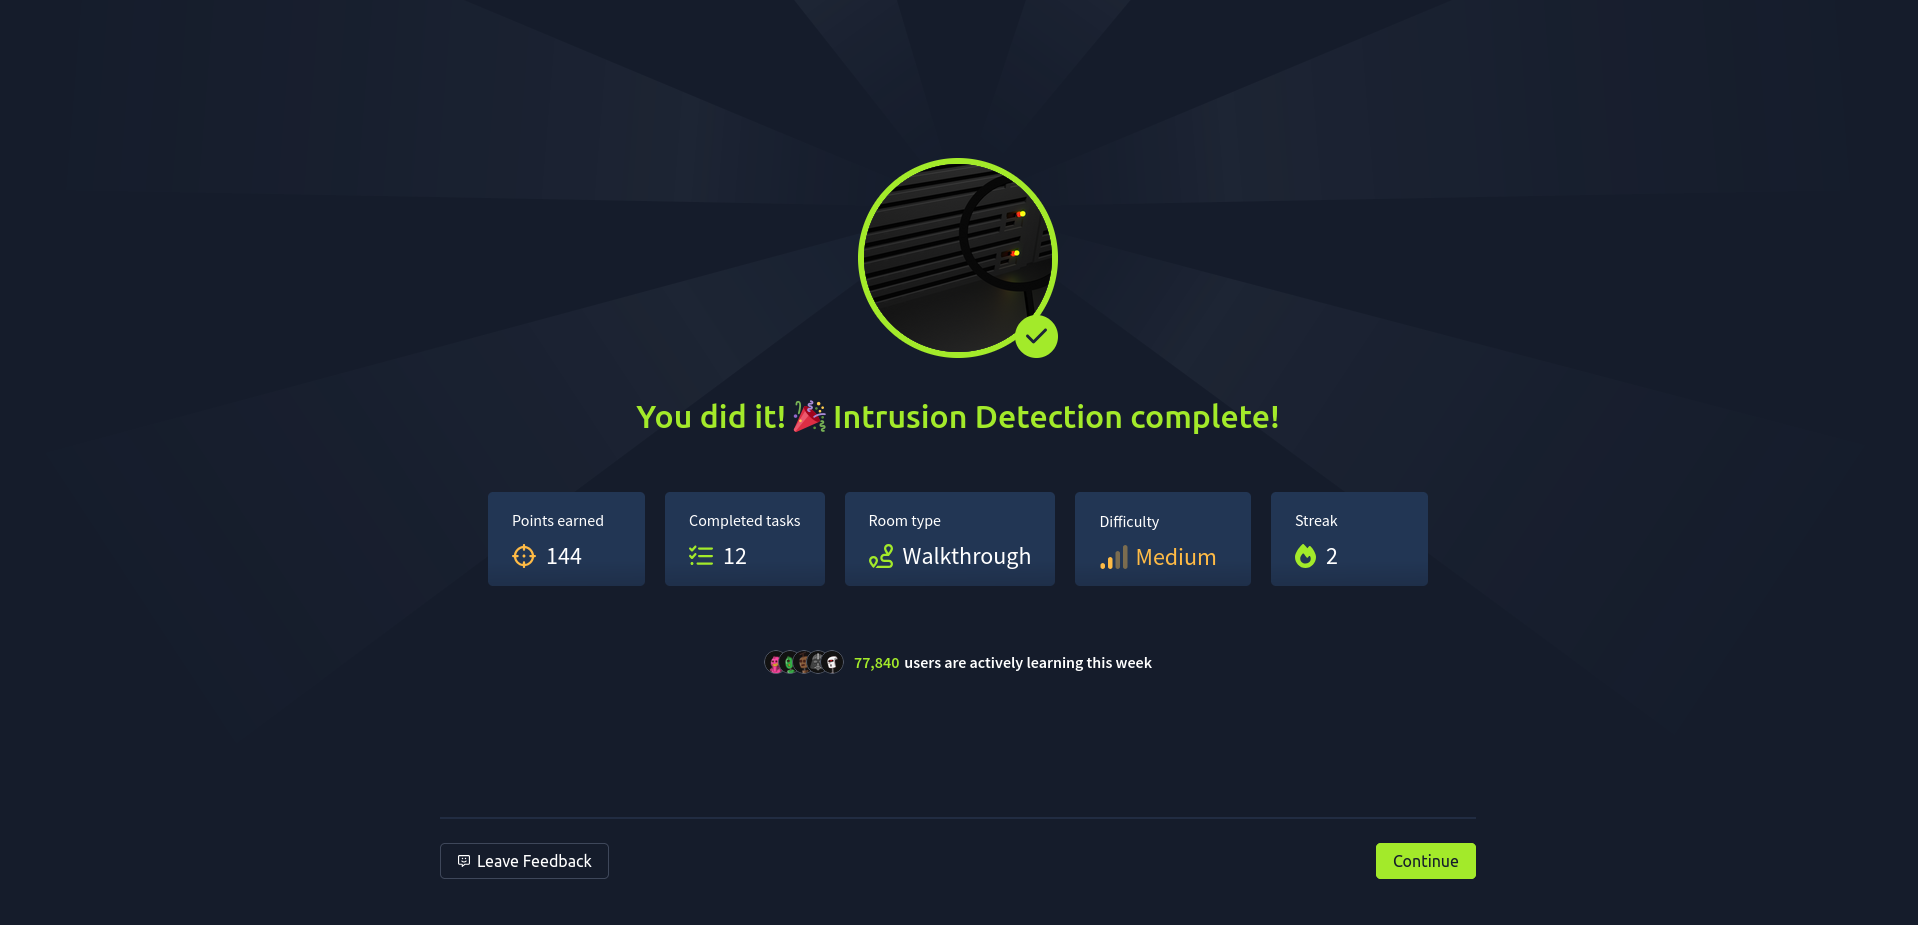 You did it! 🎉 Intrusion Detection complete!
Points earned
144
Completed tasks
12
Room type
Walkthrough
Difficulty
Medium
Streak
2
77,840 users are actively learning this week
Leave Feedback
Continue